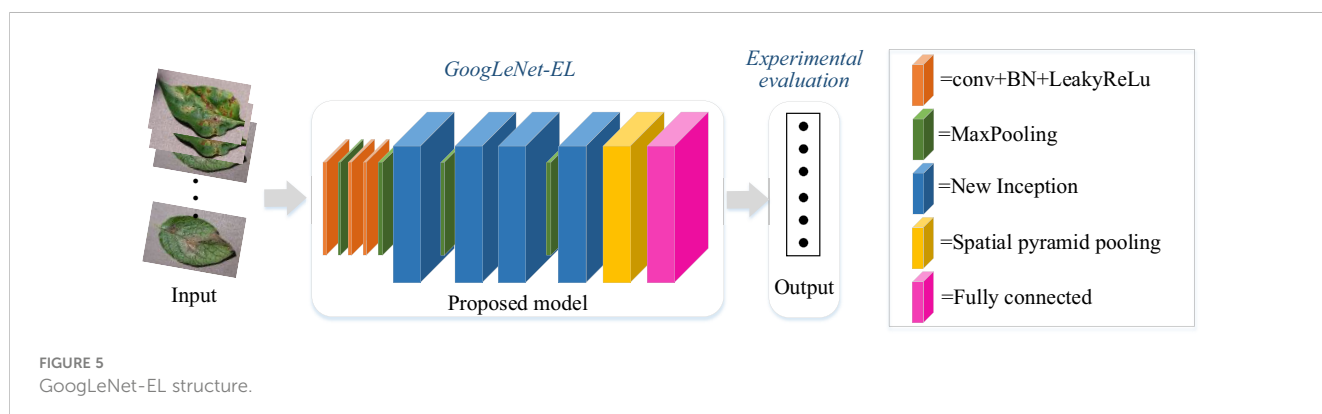 GoogLeNet-EL
Experimental
evaluation
Input
Proposed model
Output
=conv+BN+LeakyReLu
=MaxPooling
=New Inception
=Spatial pyramid pooling
=Fully connected
FIGURE 5
GoogLeNet-EL structure.